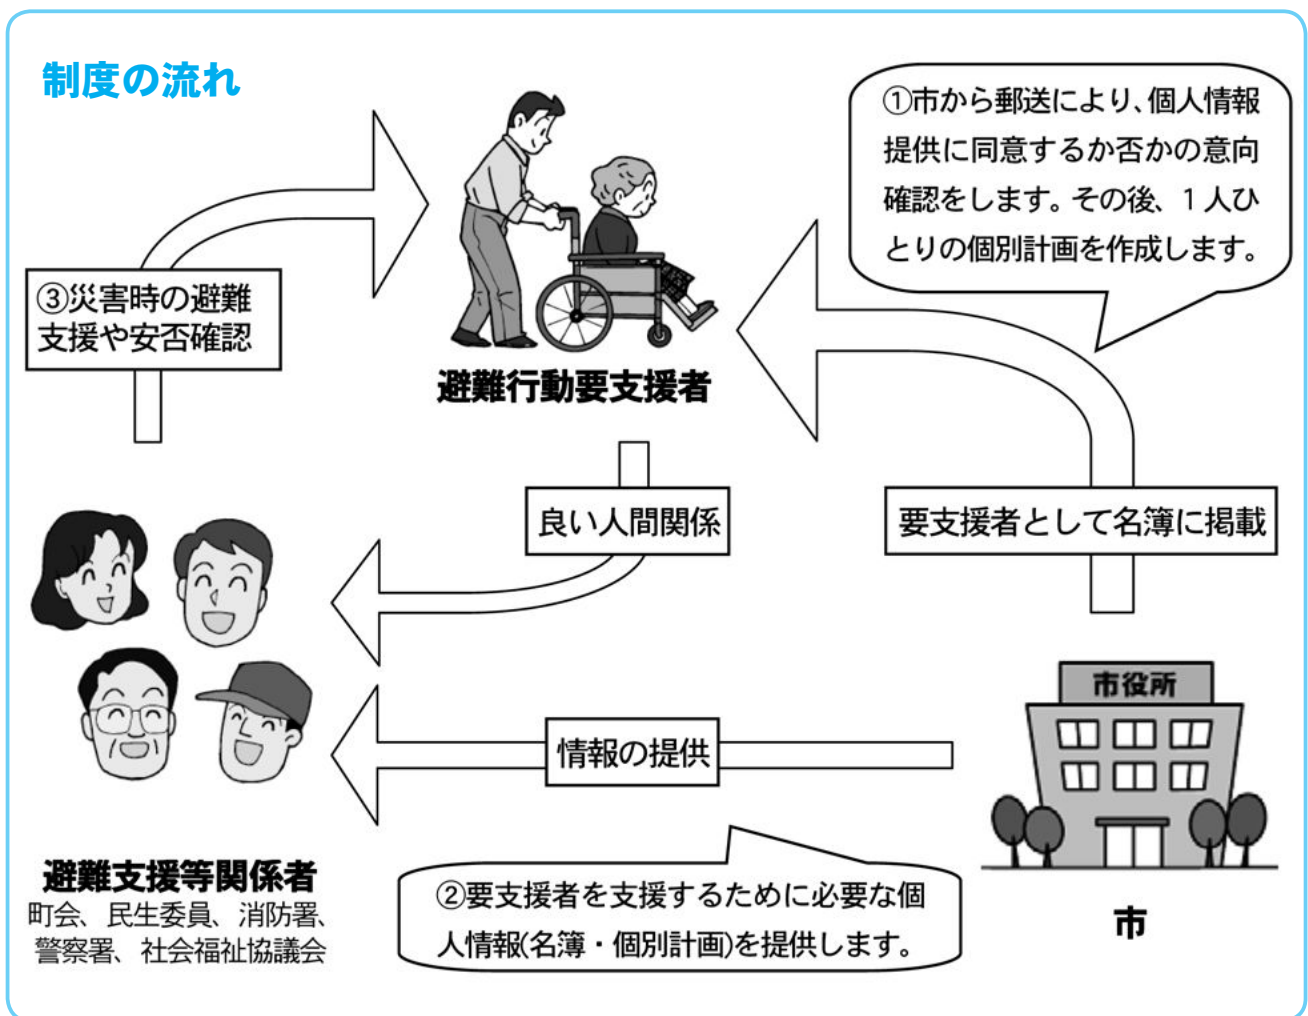 制度の流れ
①市から郵送により、個人情報
提供に同意するか否かの意向
確認をします。その後、1人ひ
とりの個別計画を作成します。
③災害時の避難
支援や安否確認
避難行動要支援者
良い人間関係
要支援者として名簿に掲載
市役所
情報の提供
避難支援等関係者
町会、民生委員、消防署、
警察署、社会福祉協議会
②要支援者を支援するために必要な個
人情報(名簿・個別計画)を提供します。
市